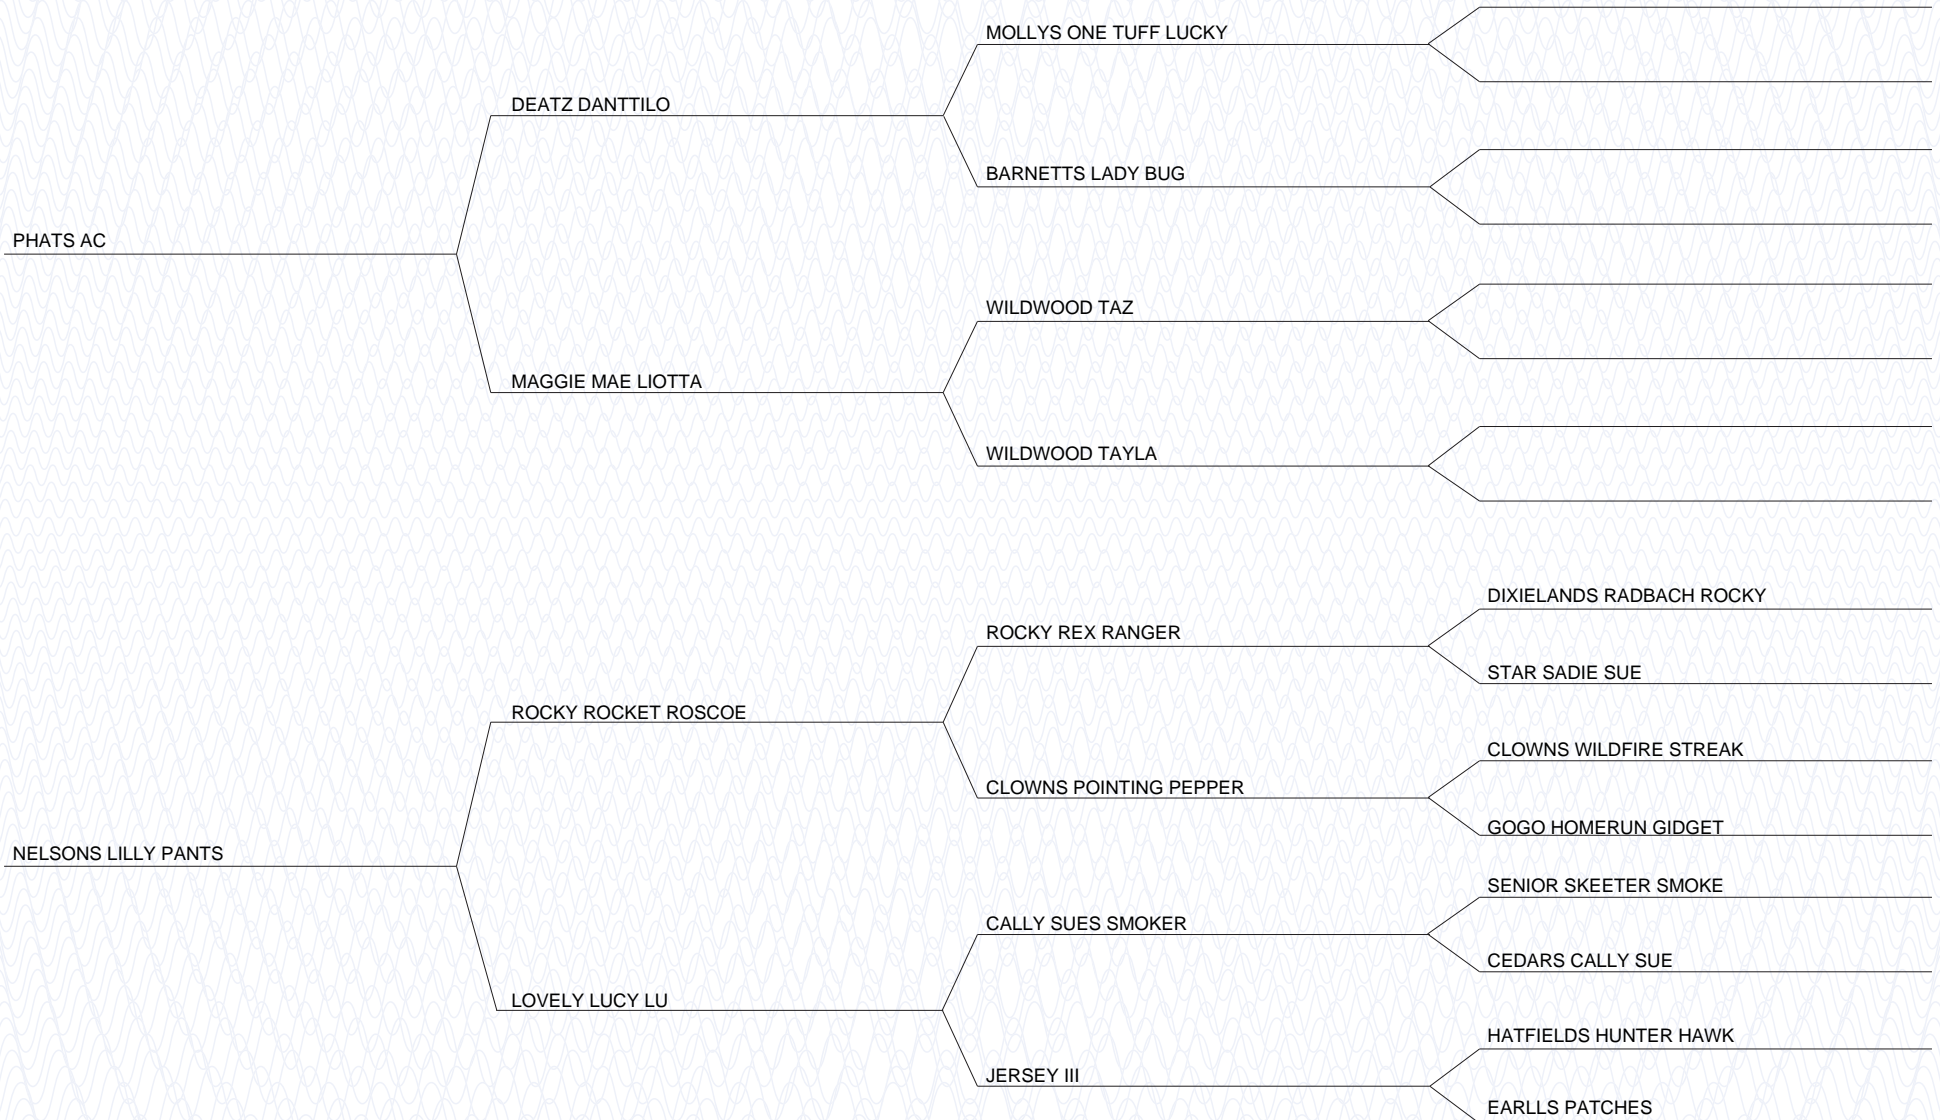 MOLLYS ONE TUFF LUCKY
DEATZ DANTTILO
BARNETTS LADY BUG
PHATS AC
WILDWOOD TAZ
MAGGIE MAE LIOTTA
WILDWOOD TAYLA
DIXIELANDS RADBACH ROCKY
ROCKY REX RANGER
STAR SADIE SUE
ROCKY ROCKET ROSCOE
CLOWNS WILDFIRE STREAK
CLOWNS POINTING PEPPER
GOGO HOMERUN GIDGET
NELSONS LILLY PANTS
SENIOR SKEETER SMOKE
CALLY SUES SMOKER
CEDARS CALLY SUE
LOVELY LUCY LU
HATFIELDS HUNTER HAWK
JERSEY III
EARLLS PATCHES